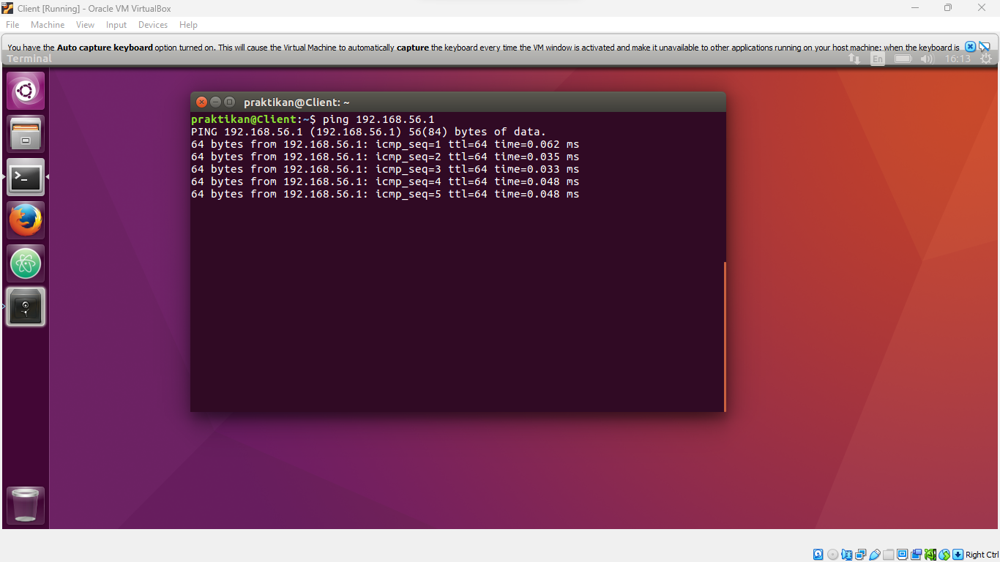 Client [Running] - Oracle VM VirtualBox
File Machine View Input Devices Help
You have the Auto capture keyboard option turned on. This will cause the Virtual Machine to automatically capture the keyboard every time the VM window is activated and make it unavailable to other applications running on your host machine: when the keyboard is
Terminal
En
16:13
praktikan@Client: ~
praktikan@Client:~$ ping 192.168.56.1
PING 192.168.56.1 (192.168.56.1) 56(84) bytes of data.
64 bytes from 192.168.56.1: icmp_seq=1 ttl=64 time=0.062 ms
64 bytes from 192.168.56.1: icmp_seq=2 ttl=64 time=0.035 ms
64 bytes from 192.168.56.1: icmp_seq=3 ttl=64 time=0.033 ms
64 bytes from 192.168.56.1: icmp_seq=4 ttl=64 time=0.048 ms
64 bytes from 192.168.56.1: icmp_seq=5 ttl=64 time=0.048 ms
Right Ctrl